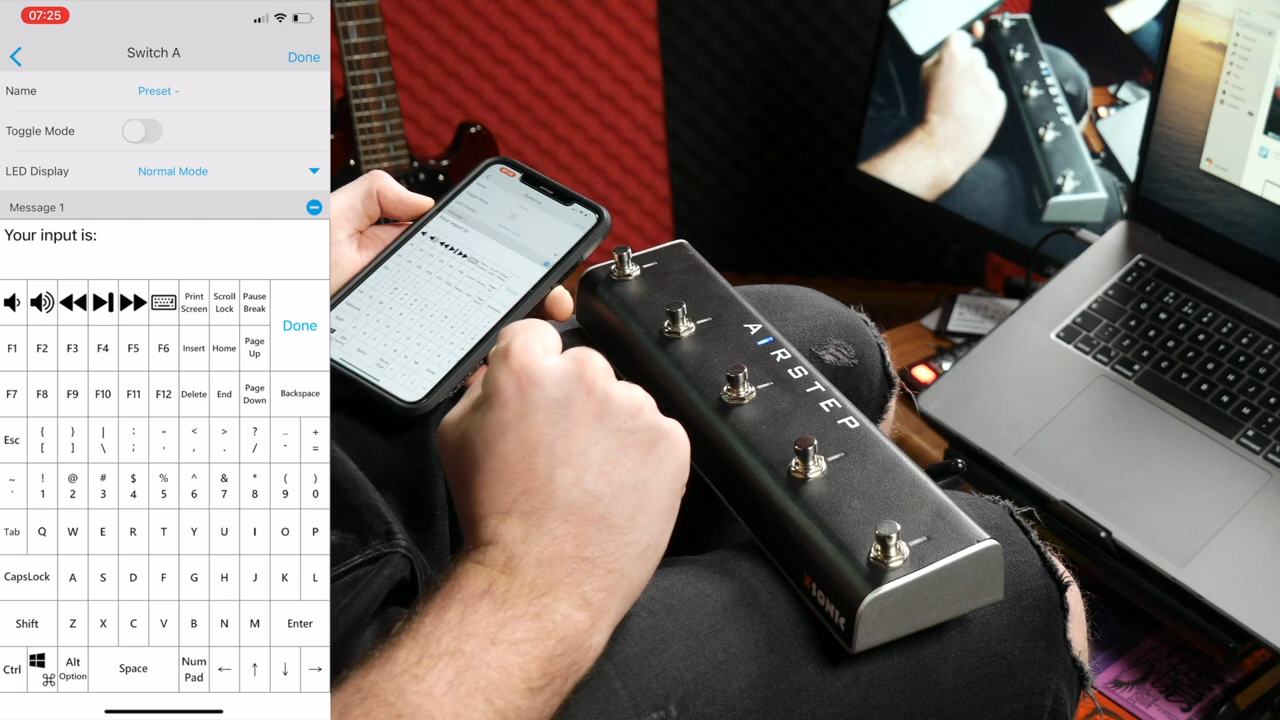 07:25
Switch A
Done
Name Preset -
Toggle Mode
LED Display Normal Mode
Message 1
Your input is:
Print Screen Scroll Lock Pause Break
Done
F1 F2 F3 F4 F5 F6 Insert Home Page Up
F7 F8 F9 F10 F11 F12 Delete End Page Down Backspace
Esc { [ } ] | \ : ; " ' < , > . ? / _ - + =
~ ` ! 1 @ 2 # 3 $ 4 % 5 ^ 6 & 7 * 8 ( 9 ) 0
Tab Q W E R T Y U I O P
CapsLock A S D F G H J K L
Shift Z X C V B N M Enter
Ctrl ⌘ Alt Option Space Num Pad ← ↑ ↓ →
AIRSTEP
XSONIC